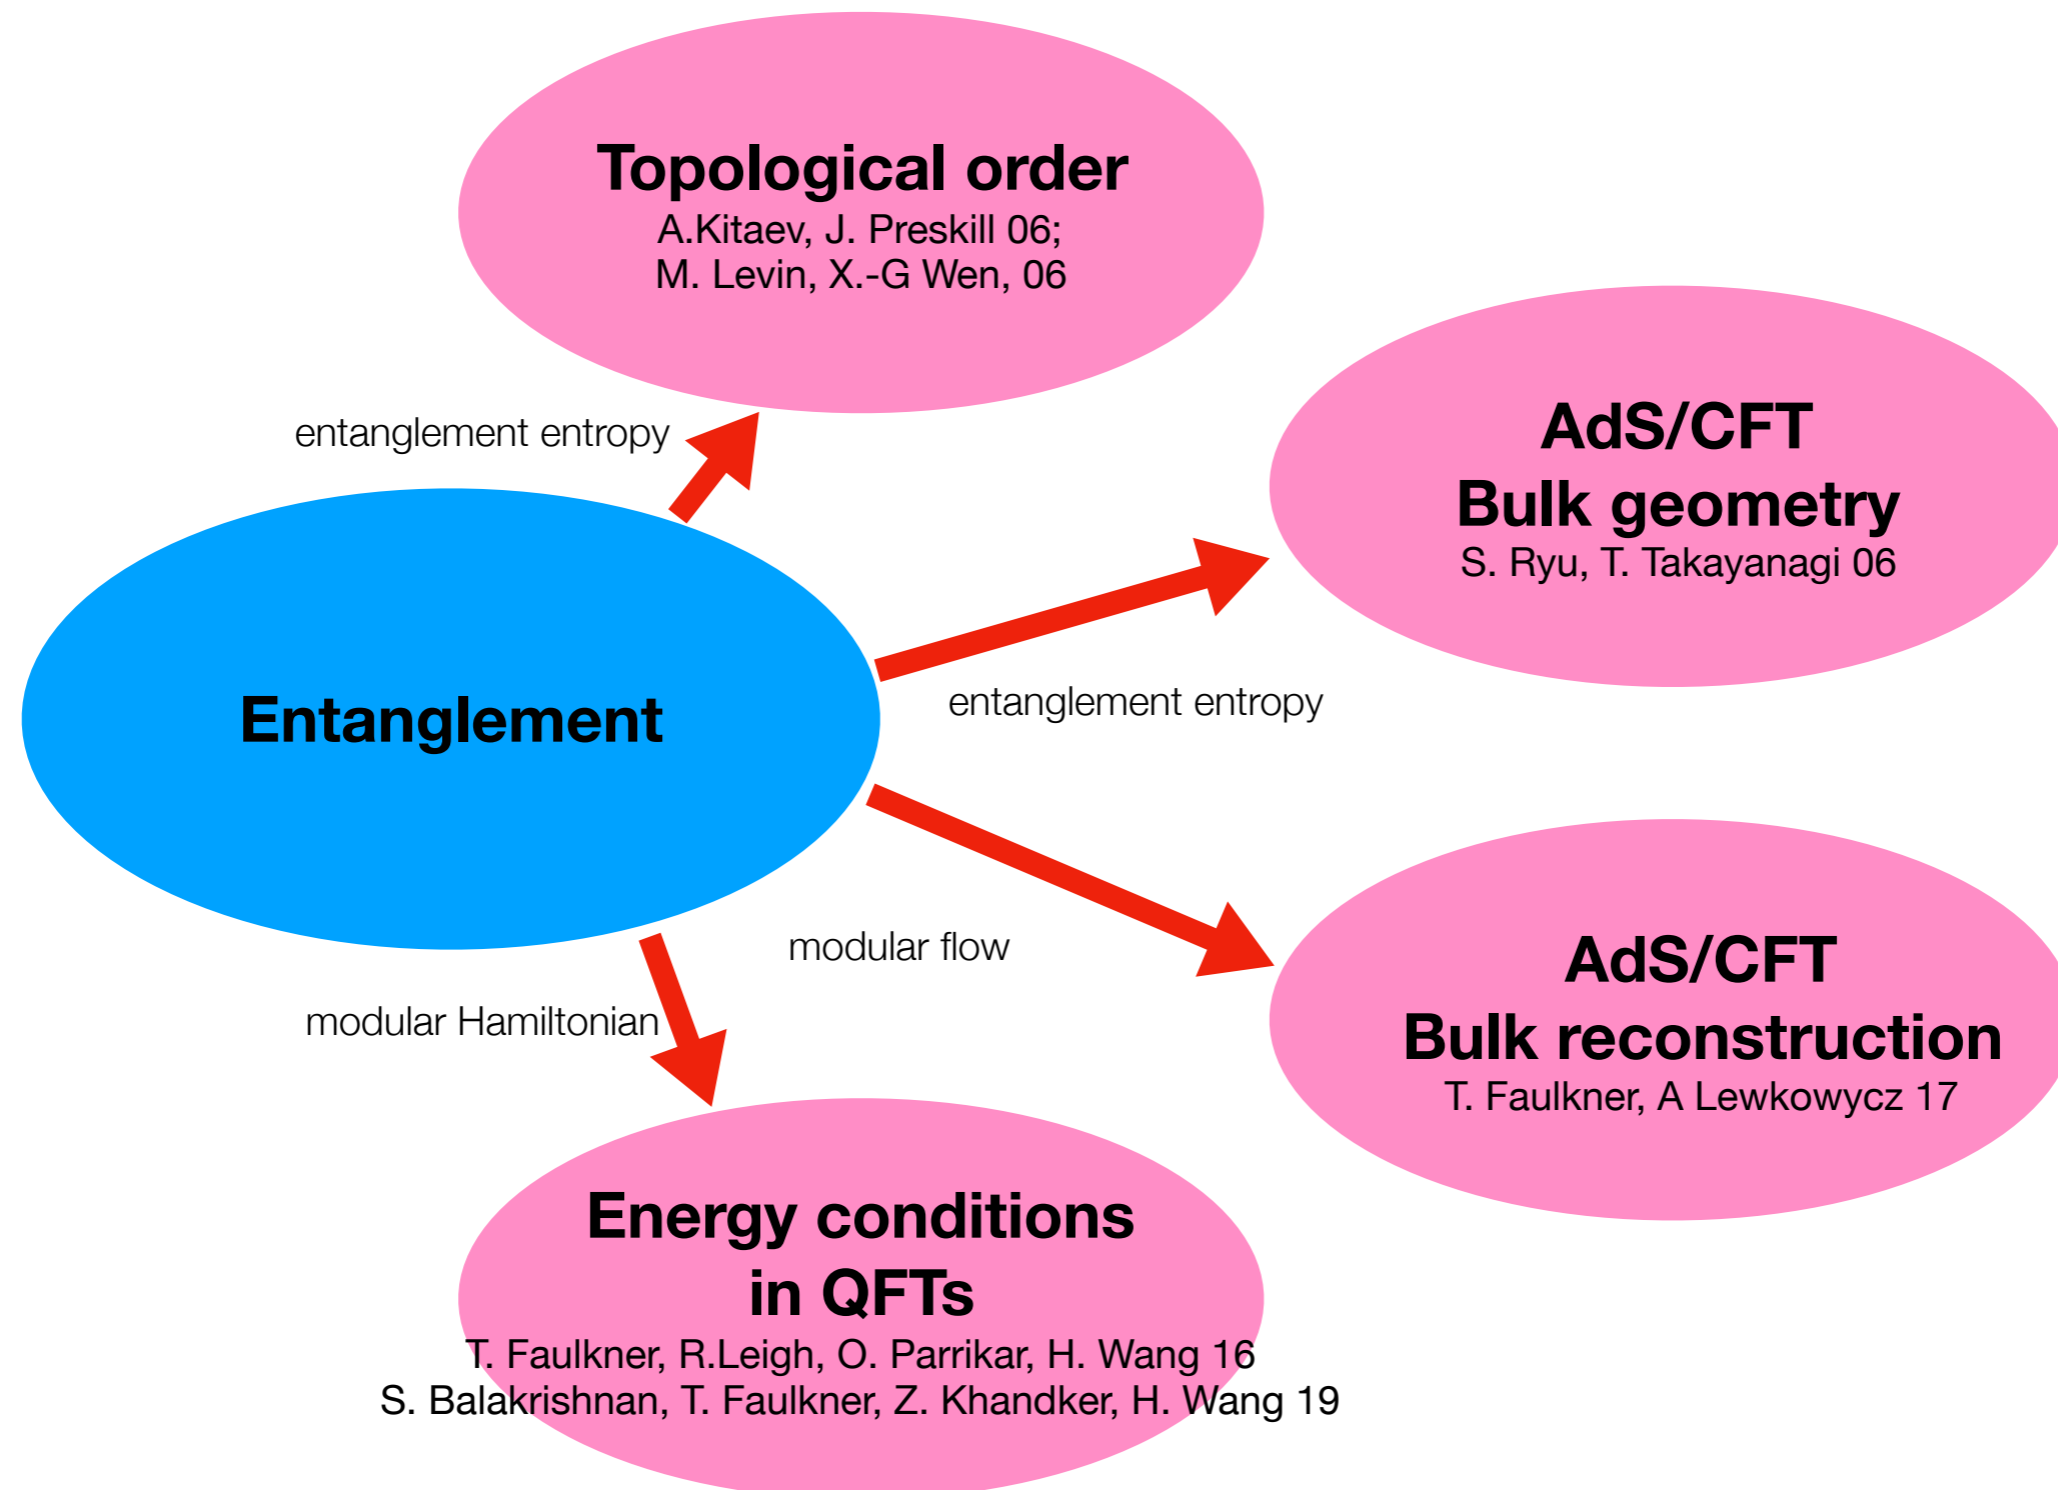 Topological order
A.Kitaev, J. Preskill 06;
M. Levin, X.-G Wen, 06
entanglement entropy
AdS/CFT
Bulk geometry
S. Ryu, T. Takayanagi 06
entanglement entropy
Entanglement
modular flow
AdS/CFT
Bulk reconstruction
T. Faulkner, A Lewkowycz 17
modular Hamiltonian
Energy conditions
in QFTs
T. Faulkner, R.Leigh, O. Parrikar, H. Wang 16
S. Balakrishnan, T. Faulkner, Z. Khandker, H. Wang 19